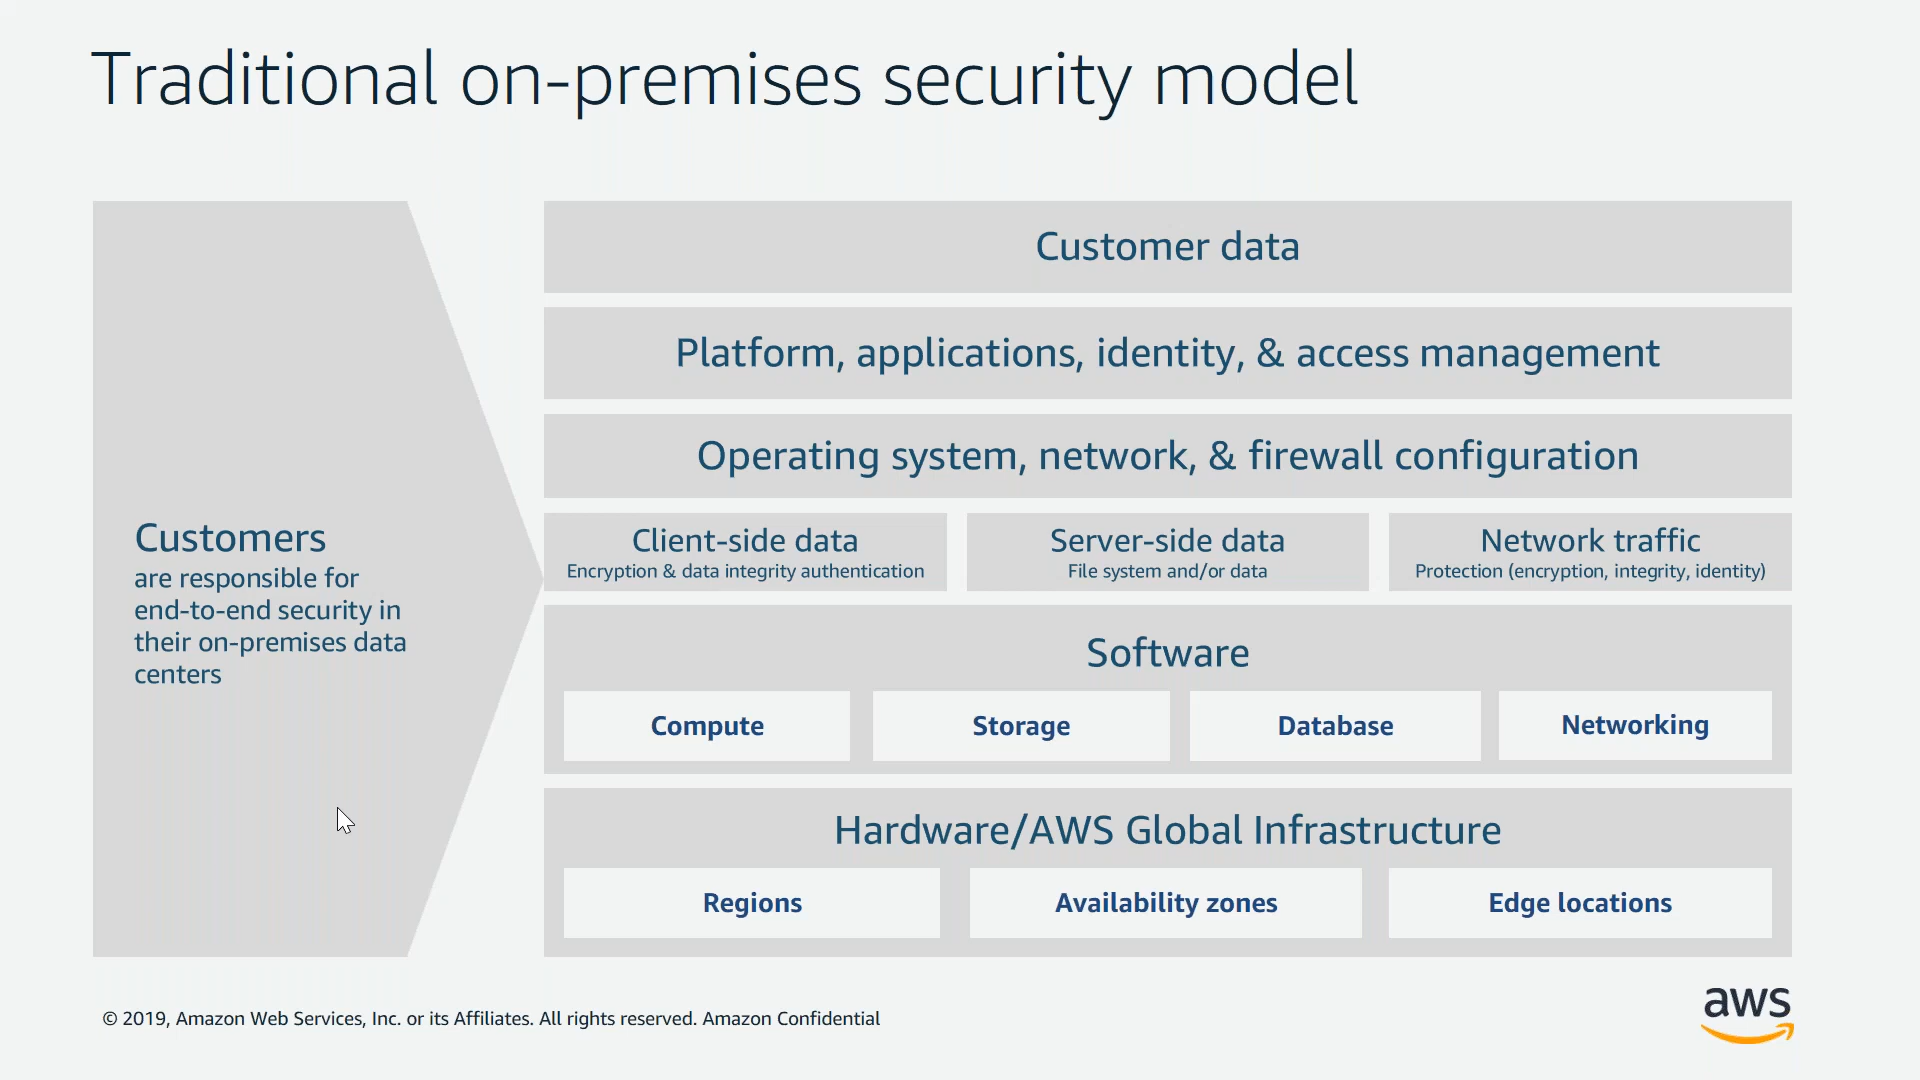 Traditional on-premises security model
Customers
are responsible for
end-to-end security in
their on-premises data
centers
Customer data
Platform, applications, identity, & access management
Operating system, network, & firewall configuration
Client-side data
Encryption & data integrity authentication
Server-side data
File system and/or data
Network traffic
Protection (encryption, integrity, identity)
Software
Compute
Storage
Database
Networking
Hardware/AWS Global Infrastructure
Regions
Availability zones
Edge locations
© 2019, Amazon Web Services, Inc. or its Affiliates. All rights reserved. Amazon Confidential
aws